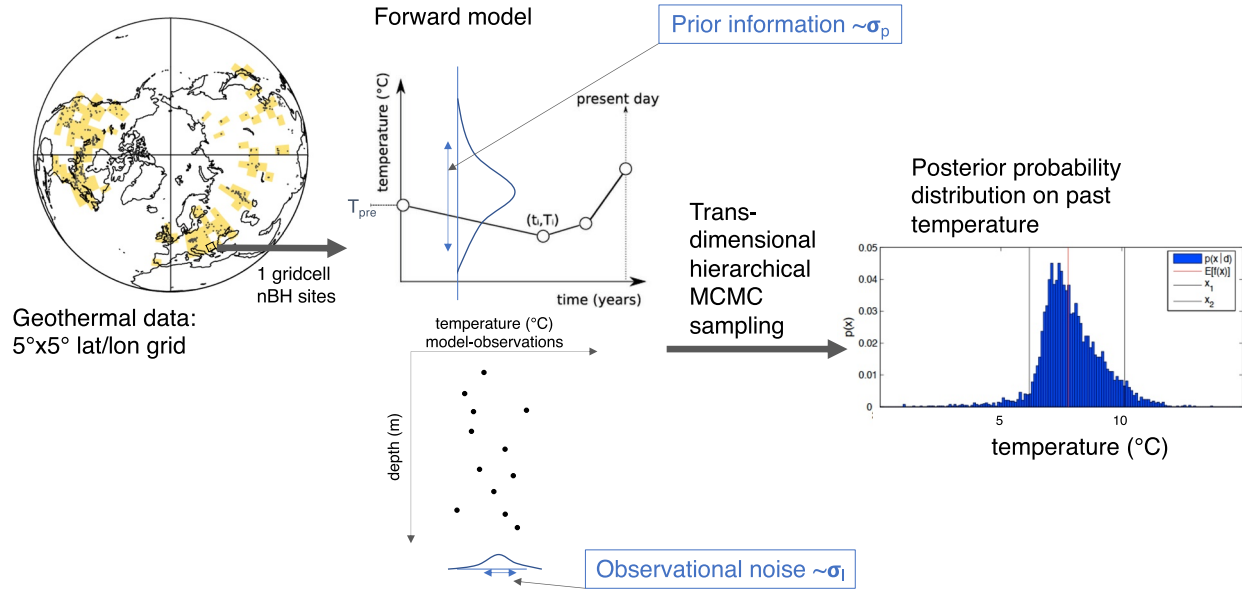 Forward model
Prior information ~σₚ
temperature (°C)
present day
Tₚᵣₑ
(tᵢ,Tᵢ)
time (years)
1 gridcell
nBH sites
Geothermal data:
5°x5° lat/lon grid
temperature (°C)
model-observations
depth (m)
Observational noise ~σₗ
Trans-
dimensional
hierarchical
MCMC
sampling
Posterior probability
distribution on past
temperature
0.05
0.04
0.03
0.02
0.01
0
p(x)
p(x|d)
E[f(x)]
x₁
x₂
5
10
temperature (°C)